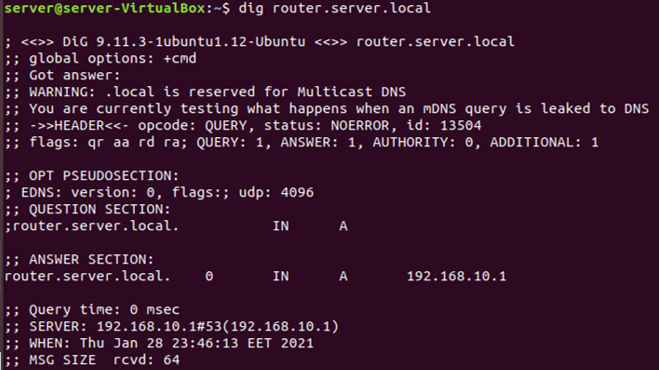 server@server-VirtualBox:~$ dig router.server.local
; <<>> DiG 9.11.3-1ubuntu1.12-Ubuntu <<>> router.server.local
;; global options: +cmd
;; Got answer:
;; WARNING: .local is reserved for Multicast DNS
;; You are currently testing what happens when an mDNS query is leaked to DNS
;; ->>HEADER<<- opcode: QUERY, status: NOERROR, id: 13504
;; flags: qr aa rd ra; QUERY: 1, ANSWER: 1, AUTHORITY: 0, ADDITIONAL: 1
;; OPT PSEUDOSECTION:
; EDNS: version: 0, flags:; udp: 4096
;; QUESTION SECTION:
;router.server.local. IN A
;; ANSWER SECTION:
router.server.local. 0 IN A 192.168.10.1
;; Query time: 0 msec
;; SERVER: 192.168.10.1#53(192.168.10.1)
;; WHEN: Thu Jan 28 23:46:13 EET 2021
;; MSG SIZE rcvd: 64